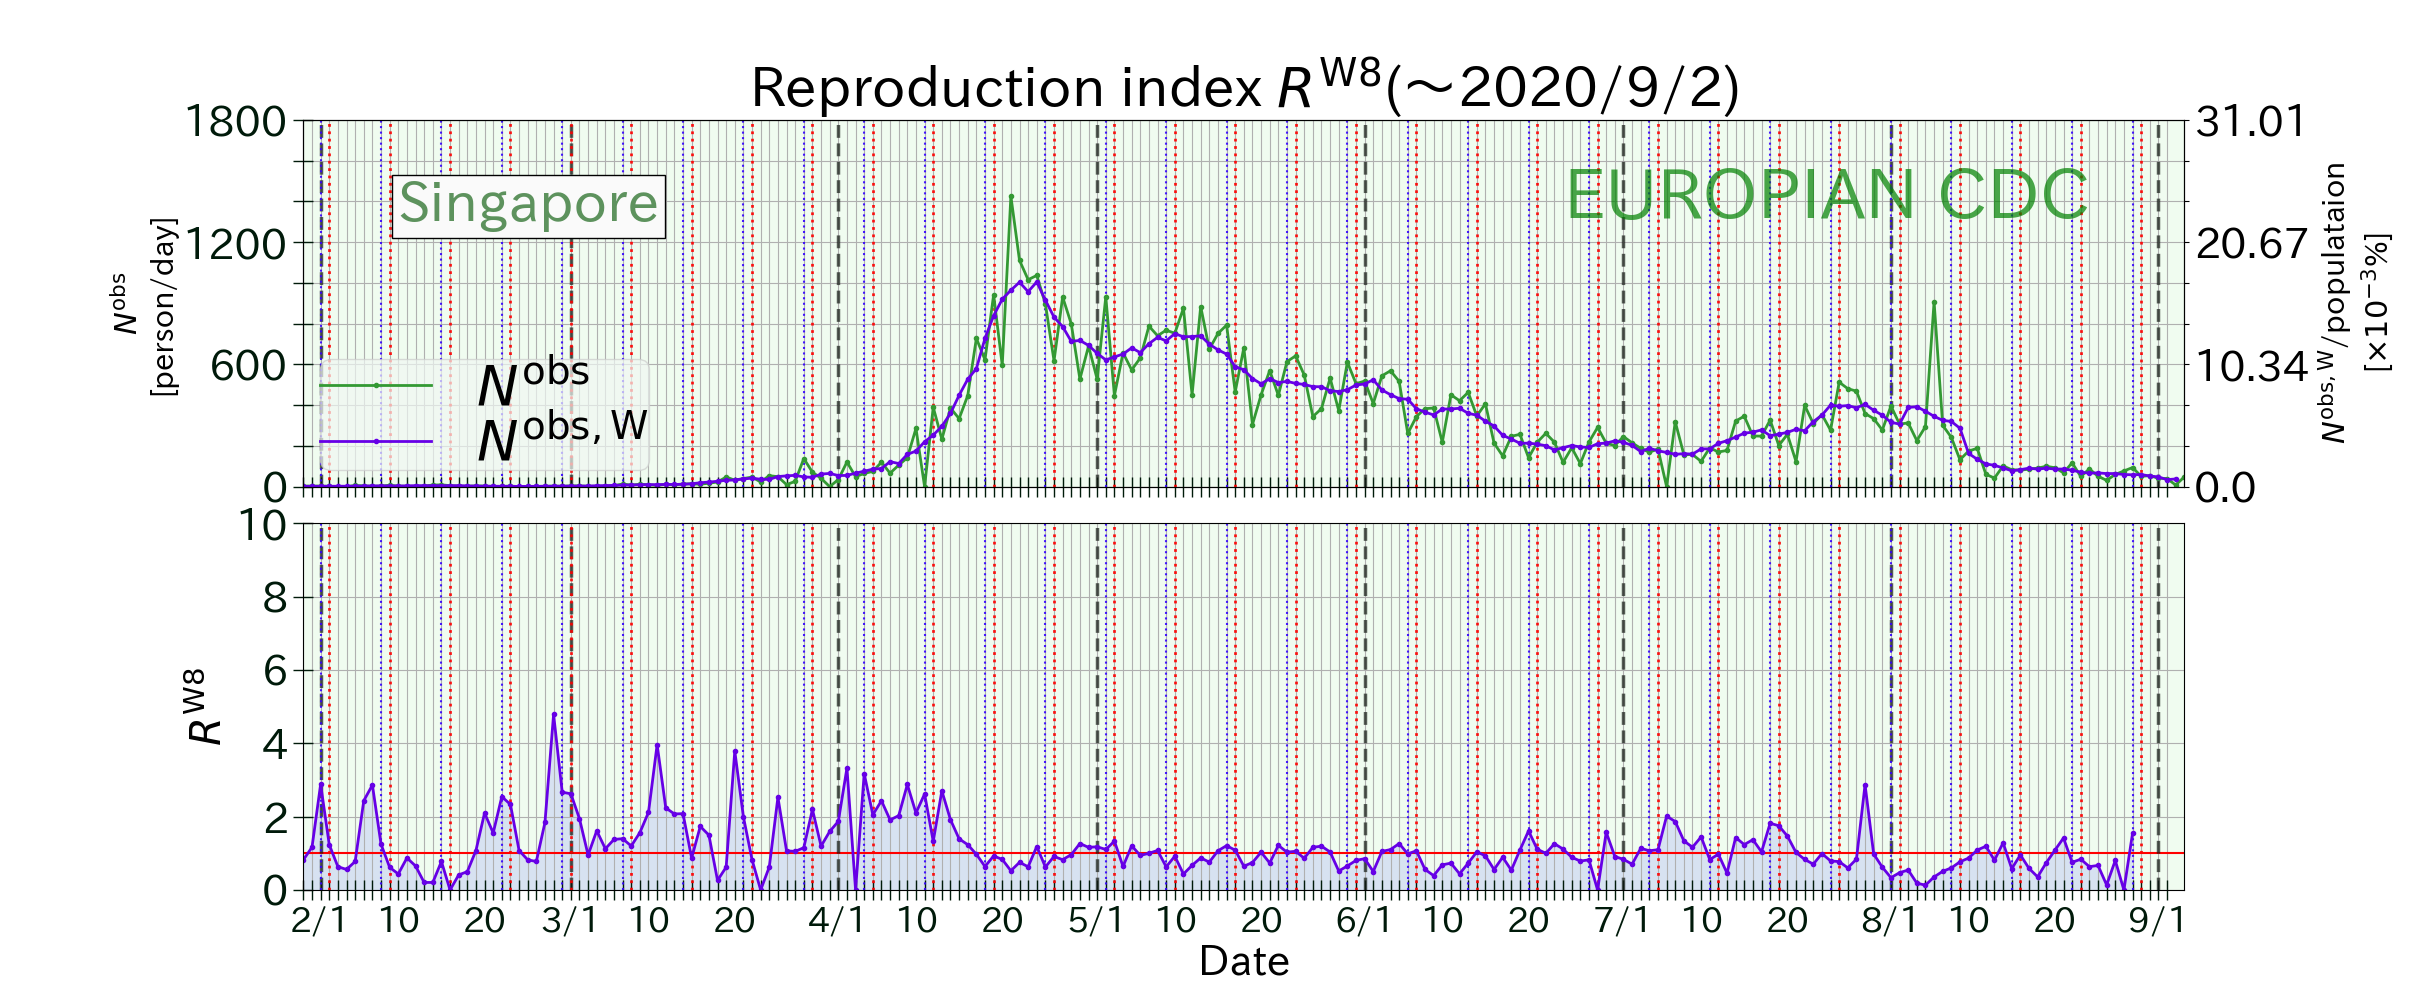 Reproduction index R^W8(~2020/9/2)
1800
1200
600
0
N^obs
[person/day]
Singapore
EUROPIAN CDC
N^obs
N^obs, W
31.01
20.67
10.34
0.0
N^obs, W/populataion
[×10^−3%]
10
8
6
4
2
0
R^W8
2/1 10 20 3/1 10 20 4/1 10 20 5/1 10 20 6/1 10 20 7/1 10 20 8/1 10 20 9/1
Date